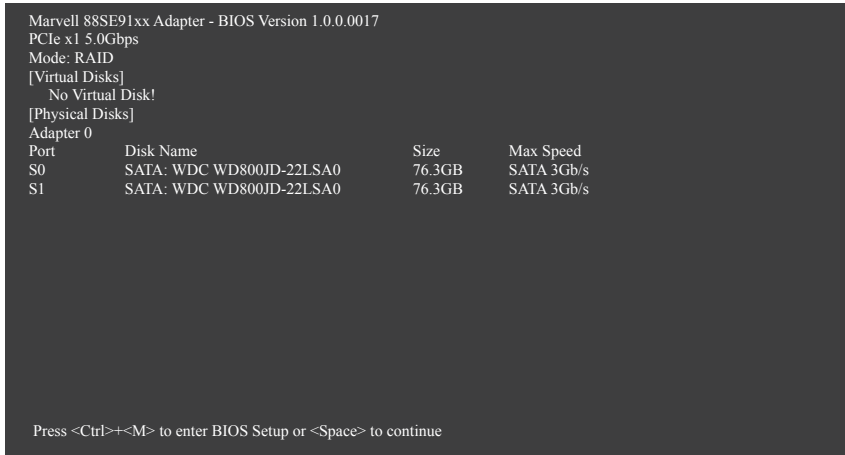 Marvell 88SE91xx Adapter - BIOS Version 1.0.0.0017
PCIe x1 5.0Gbps
Mode: RAID
[Virtual Disks]
No Virtual Disk!
[Physical Disks]
Adapter 0
Port Disk Name Size Max Speed
S0 SATA: WDC WD800JD-22LSA0 76.3GB SATA 3Gb/s
S1 SATA: WDC WD800JD-22LSA0 76.3GB SATA 3Gb/s
Press <Ctrl>+<M> to enter BIOS Setup or <Space> to continue